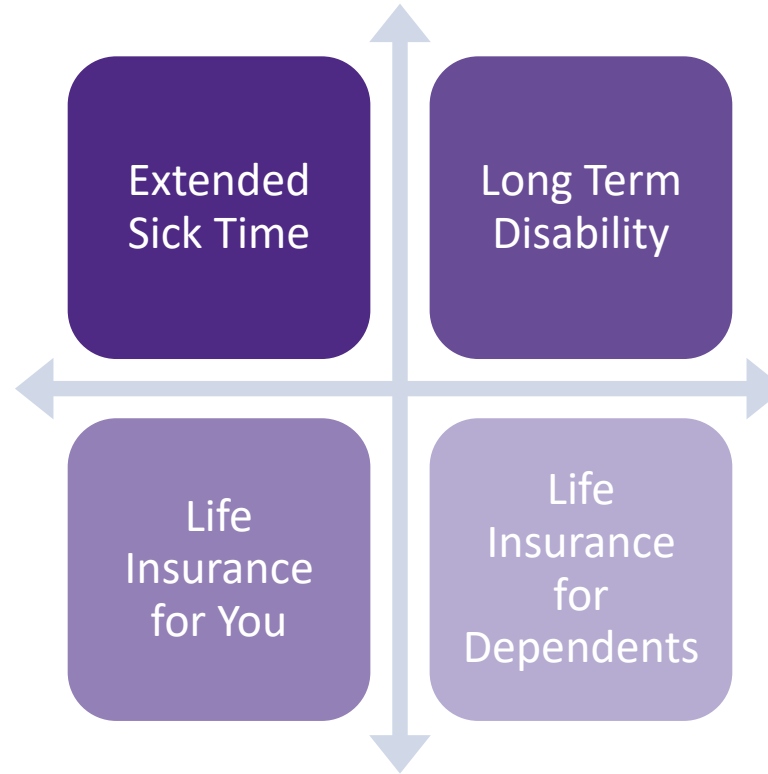 Extended
Sick Time
Long Term
Disability
Life
Insurance
for You
Life
Insurance
for
Dependents